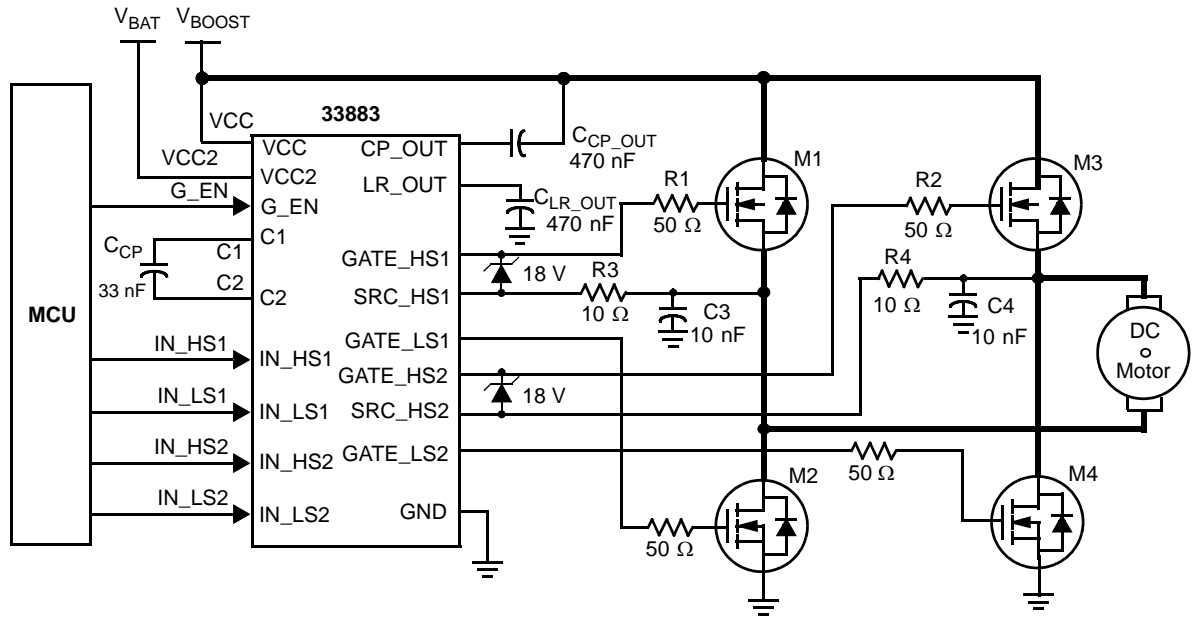 V_BAT V_BOOST
33883
VCC
VCC CP_OUT
C_CP_OUT
470 nF
M1
M3
VCC2
VCC2
LR_OUT
C_LR_OUT
470 nF
R1
50 Ω
R2
50 Ω
G_EN
G_EN
C_CP
33 nF
C1
C1
C2
C2
GATE_HS1
18 V
SRC_HS1
R3
10 Ω
C3
10 nF
R4
10 Ω
C4
10 nF
MCU
GATE_LS1
DC
Motor
IN_HS1
IN_HS1
GATE_HS2
18 V
SRC_HS2
IN_LS1
IN_LS1
IN_HS2
IN_HS2
GATE_LS2
50 Ω
M2
M4
IN_LS2
IN_LS2
GND
50 Ω